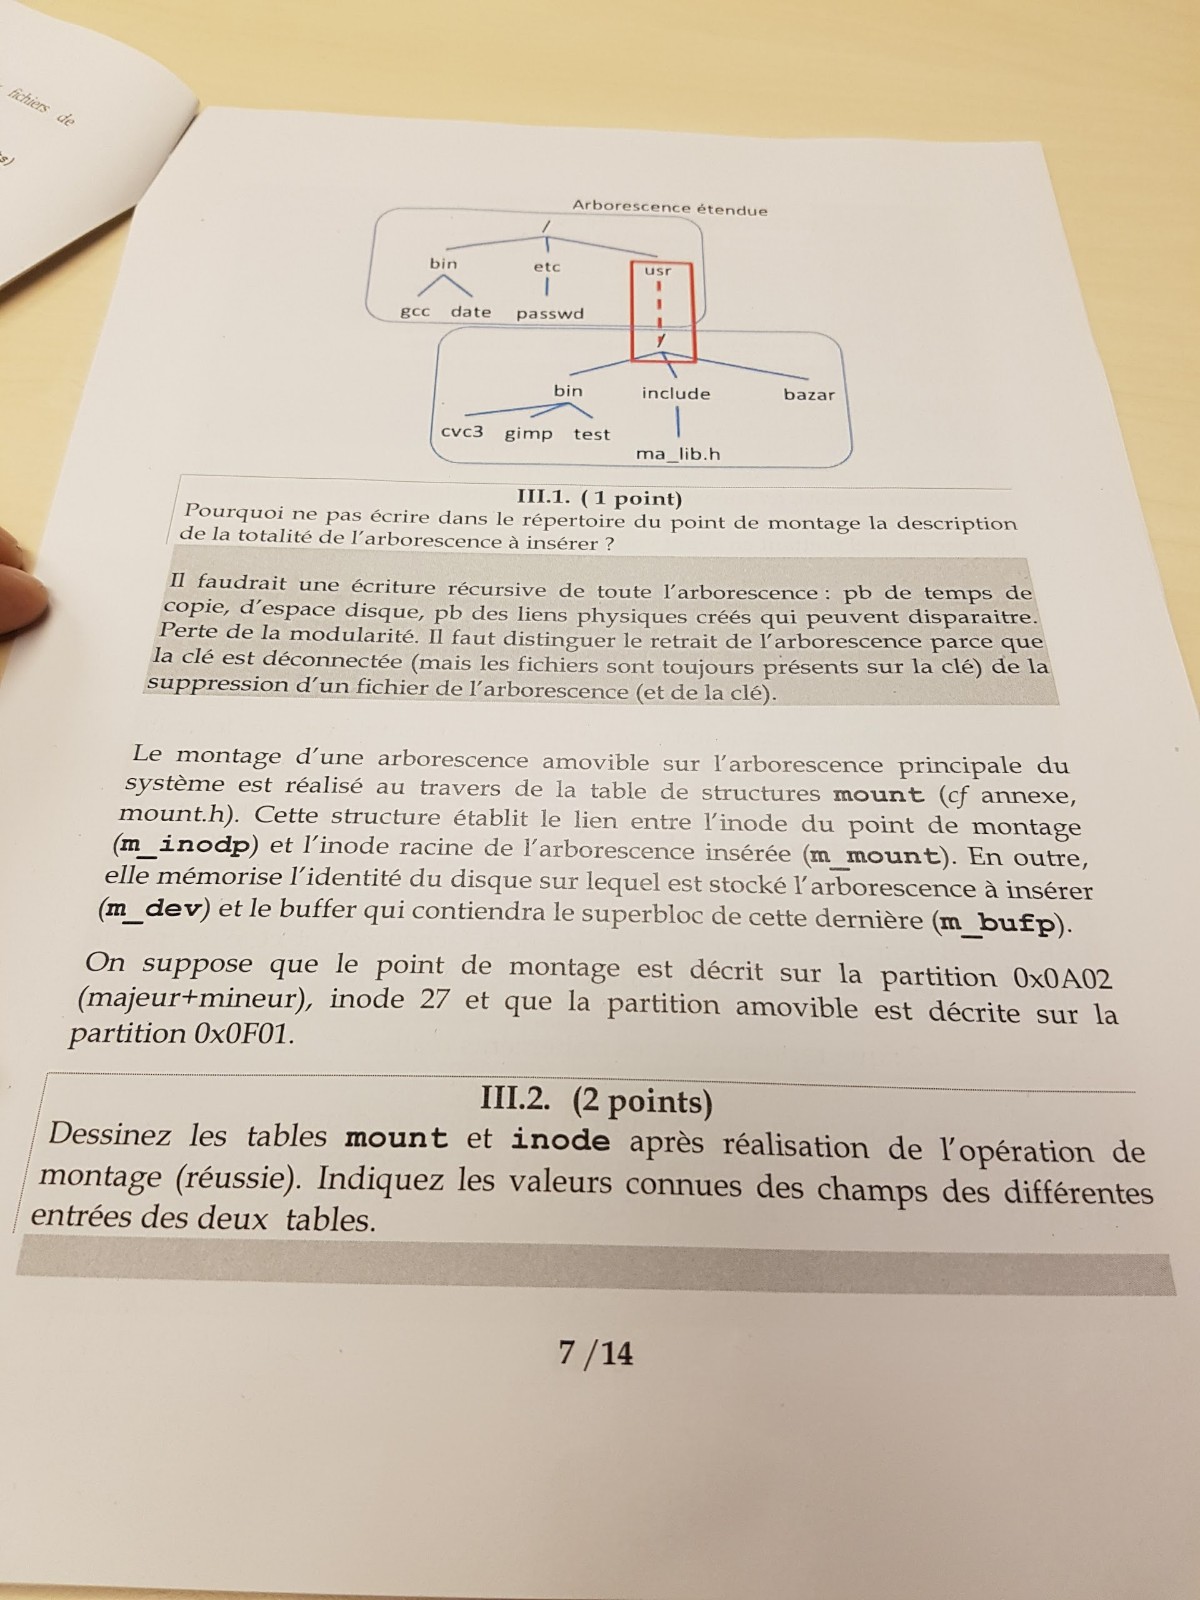 fichiers de
s)
Arborescence étendue
/
bin etc usr
gcc date passwd
/
bin include bazar
cvc3 gimp test
ma_lib.h
III.1. (1 point)
Pourquoi ne pas écrire dans le répertoire du point de montage la description
de la totalité de l'arborescence à insérer ?
Il faudrait une écriture récursive de toute l'arborescence : pb de temps de
copie, d'espace disque, pb des liens physiques créés qui peuvent disparaitre.
Perte de la modularité. Il faut distinguer le retrait de l'arborescence parce que
la clé est déconnectée (mais les fichiers sont toujours présents sur la clé) de la
suppression d'un fichier de l'arborescence (et de la clé).
Le montage d'une arborescence amovible sur l'arborescence principale du
système est réalisé au travers de la table de structures mount (cf annexe,
mount.h). Cette structure établit le lien entre l'inode du point de montage
(m_inodp) et l'inode racine de l'arborescence insérée (m_mount). En outre,
elle mémorise l'identité du disque sur lequel est stocké l'arborescence à insérer
(m_dev) et le buffer qui contiendra le superbloc de cette dernière (m_bufp).
On suppose que le point de montage est décrit sur la partition 0x0A02
(majeur+mineur), inode 27 et que la partition amovible est décrite sur la
partition 0x0F01.
III.2. (2 points)
Dessinez les tables mount et inode après réalisation de l'opération de
montage (réussie). Indiquez les valeurs connues des champs des différentes
entrées des deux tables.
7 /14